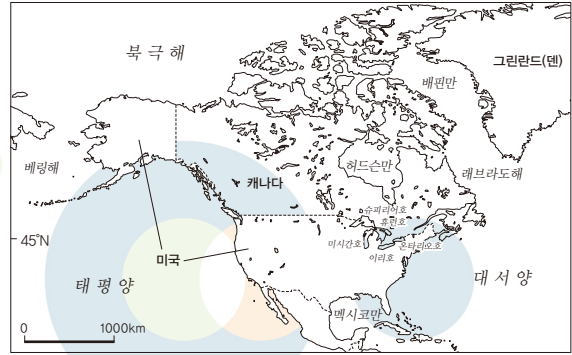 북극해
그린란드(덴)
배핀만
베링해
허드슨만
래브라도해
캐나다
슈피리어호
휴런호
45°N
미시간호
온타리오호
이리호
미국
태평양
대서양
멕시코만
0 1000km